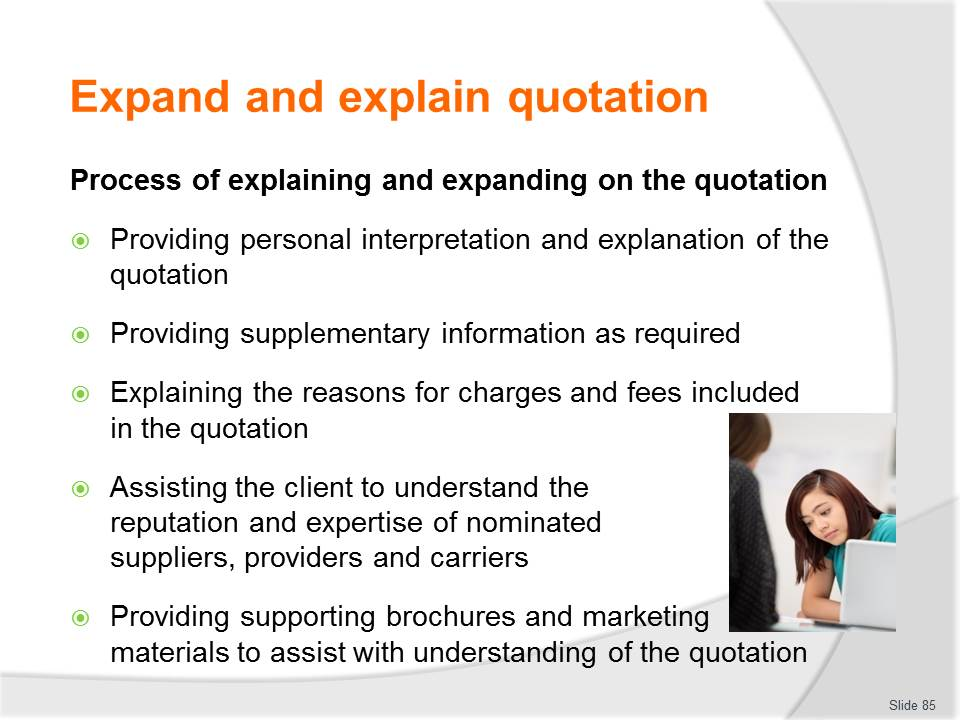 Expand and explain quotation
Process of explaining and expanding on the quotation
Providing personal interpretation and explanation of the
quotation
Providing supplementary information as required
Explaining the reasons for charges and fees included
in the quotation
Assisting the client to understand the
reputation and expertise of nominated
suppliers, providers and carriers
Providing supporting brochures and marketing
materials to assist with understanding of the quotation
Slide 85